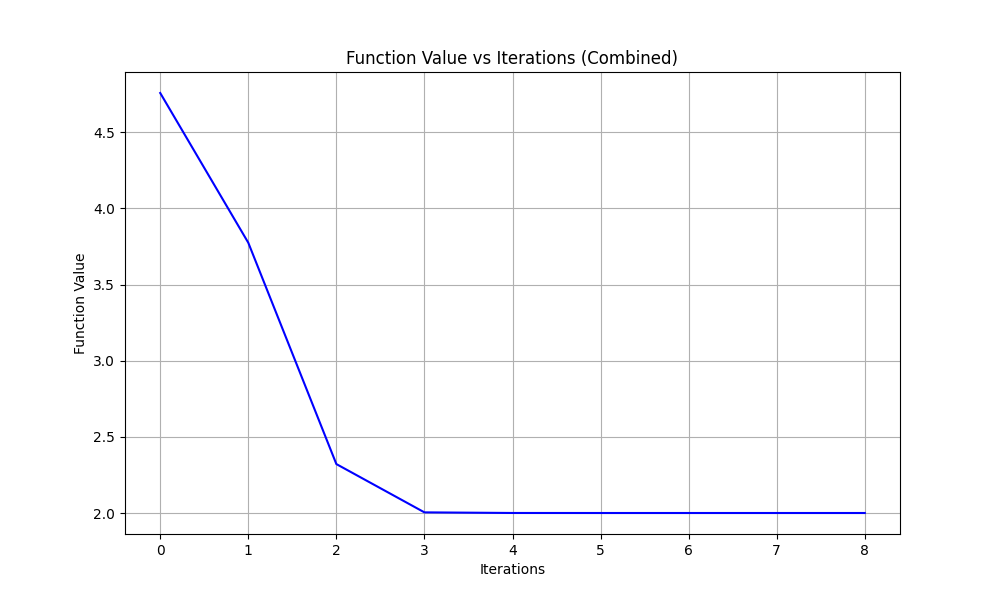 Function Value vs Iterations (Combined)
Function Value
4.5
4.0
3.5
3.0
2.5
2.0
0 1 2 3 4 5 6 7 8
Iterations